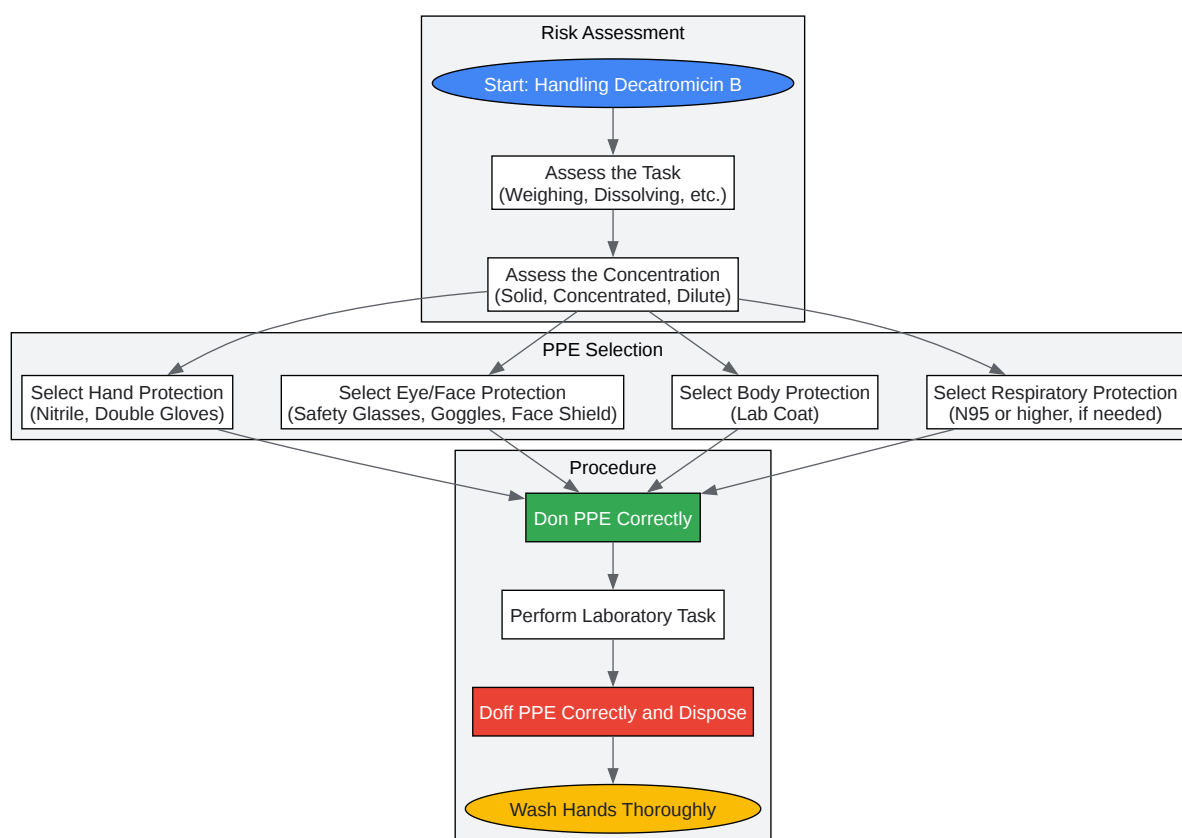 Risk Assessment
Start: Handling Decatromicin B
Assess the Task
(Weighing, Dissolving, etc.)
Assess the Concentration
(Solid, Concentrated, Dilute)
PPE Selection
Select Hand Protection
(Nitrile, Double Gloves)
Select Eye/Face Protection
(Safety Glasses, Goggles, Face Shield)
Select Body Protection
(Lab Coat)
Select Respiratory Protection
(N95 or higher, if needed)
Procedure
Don PPE Correctly
Perform Laboratory Task
Doff PPE Correctly and Dispose
Wash Hands Thoroughly